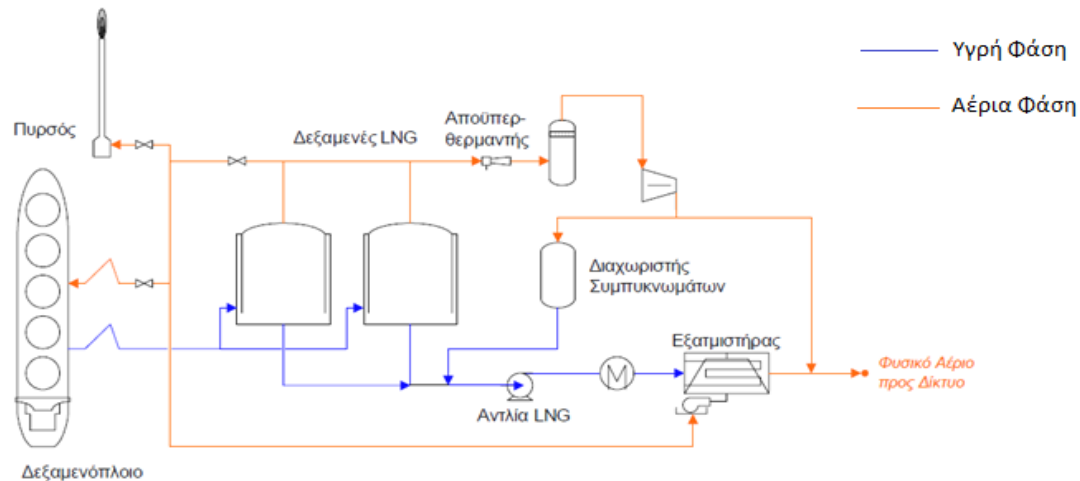 Υγρή Φάση
Αέρια Φάση
Πυρσός
Δεξαμενές LNG
Αποϋπερ-
θερμαντής
Διαχωριστής
Συμπυκνωμάτων
Εξατμιστήρας
M
Αντλία LNG
Φυσικό Αέριο
προς Δίκτυο
Δεξαμενόπλοιο